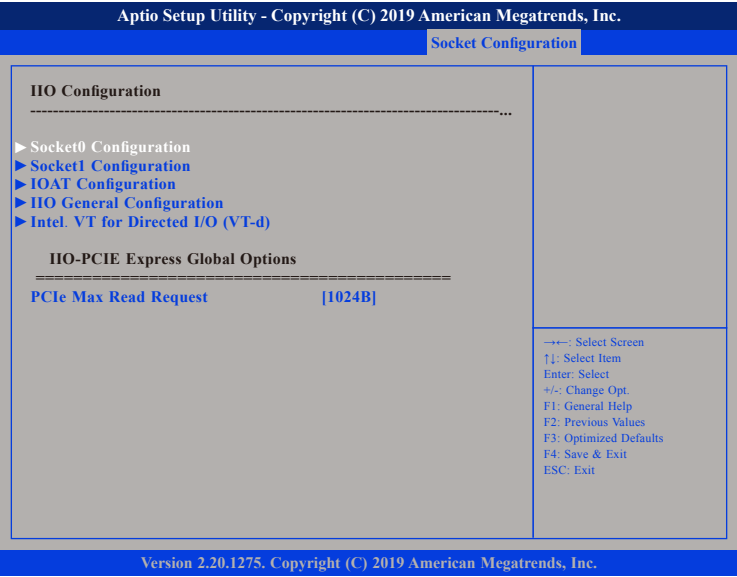 Aptio Setup Utility - Copyright (C) 2019 American Megatrends, Inc.
Socket Configuration
IIO Configuration
--------------------------------------------------------------------------------...
►Socket0 Configuration
►Socket1 Configuration
►IOAT Configuration
►IIO General Configuration
►Intel. VT for Directed I/O (VT-d)
IIO-PCIE Express Global Options
============================================
PCIe Max Read Request [1024B]
→←: Select Screen
↑↓: Select Item
Enter: Select
+/-: Change Opt.
F1: General Help
F2: Previous Values
F3: Optimized Defaults
F4: Save & Exit
ESC: Exit
Version 2.20.1275. Copyright (C) 2019 American Megatrends, Inc.